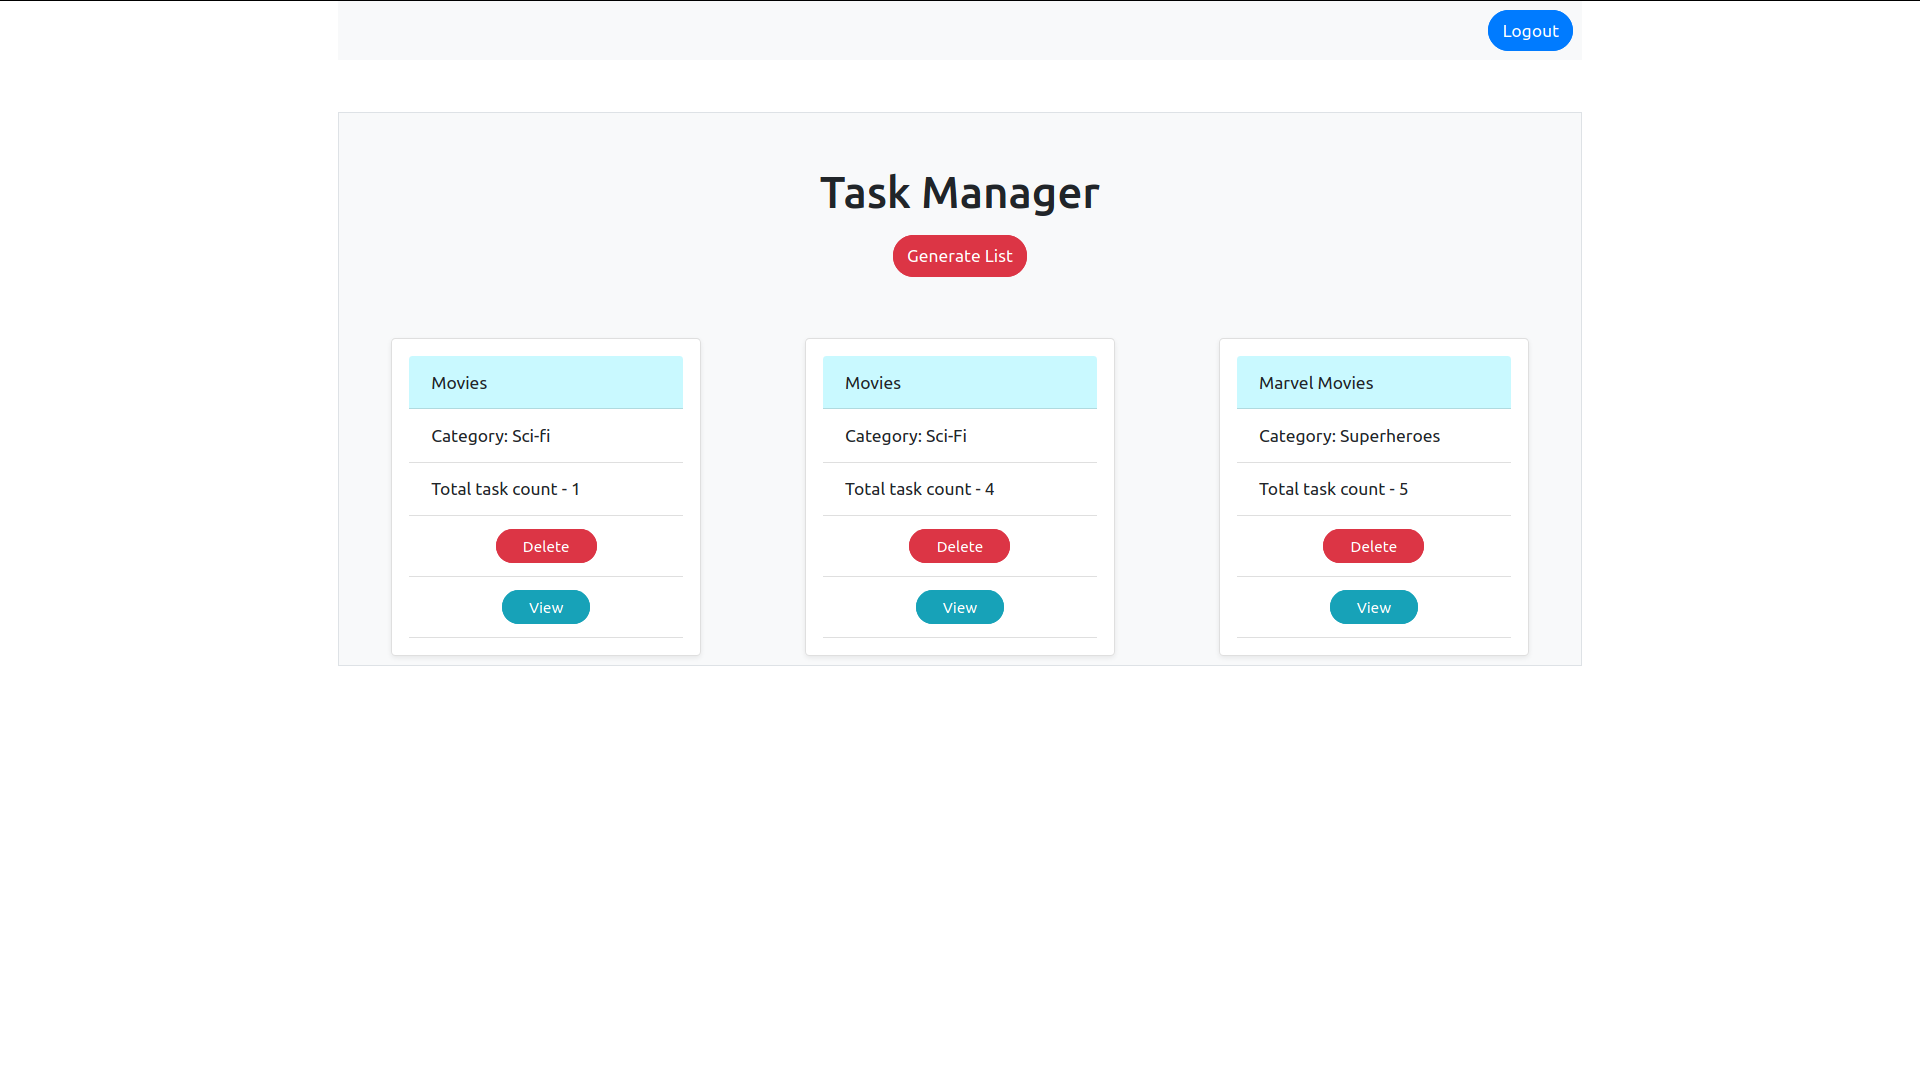 Logout
Task Manager
Generate List
Movies
Category: Sci-fi
Total task count - 1
Delete
View
Movies
Category: Sci-Fi
Total task count - 4
Delete
View
Marvel Movies
Category: Superheroes
Total task count - 5
Delete
View